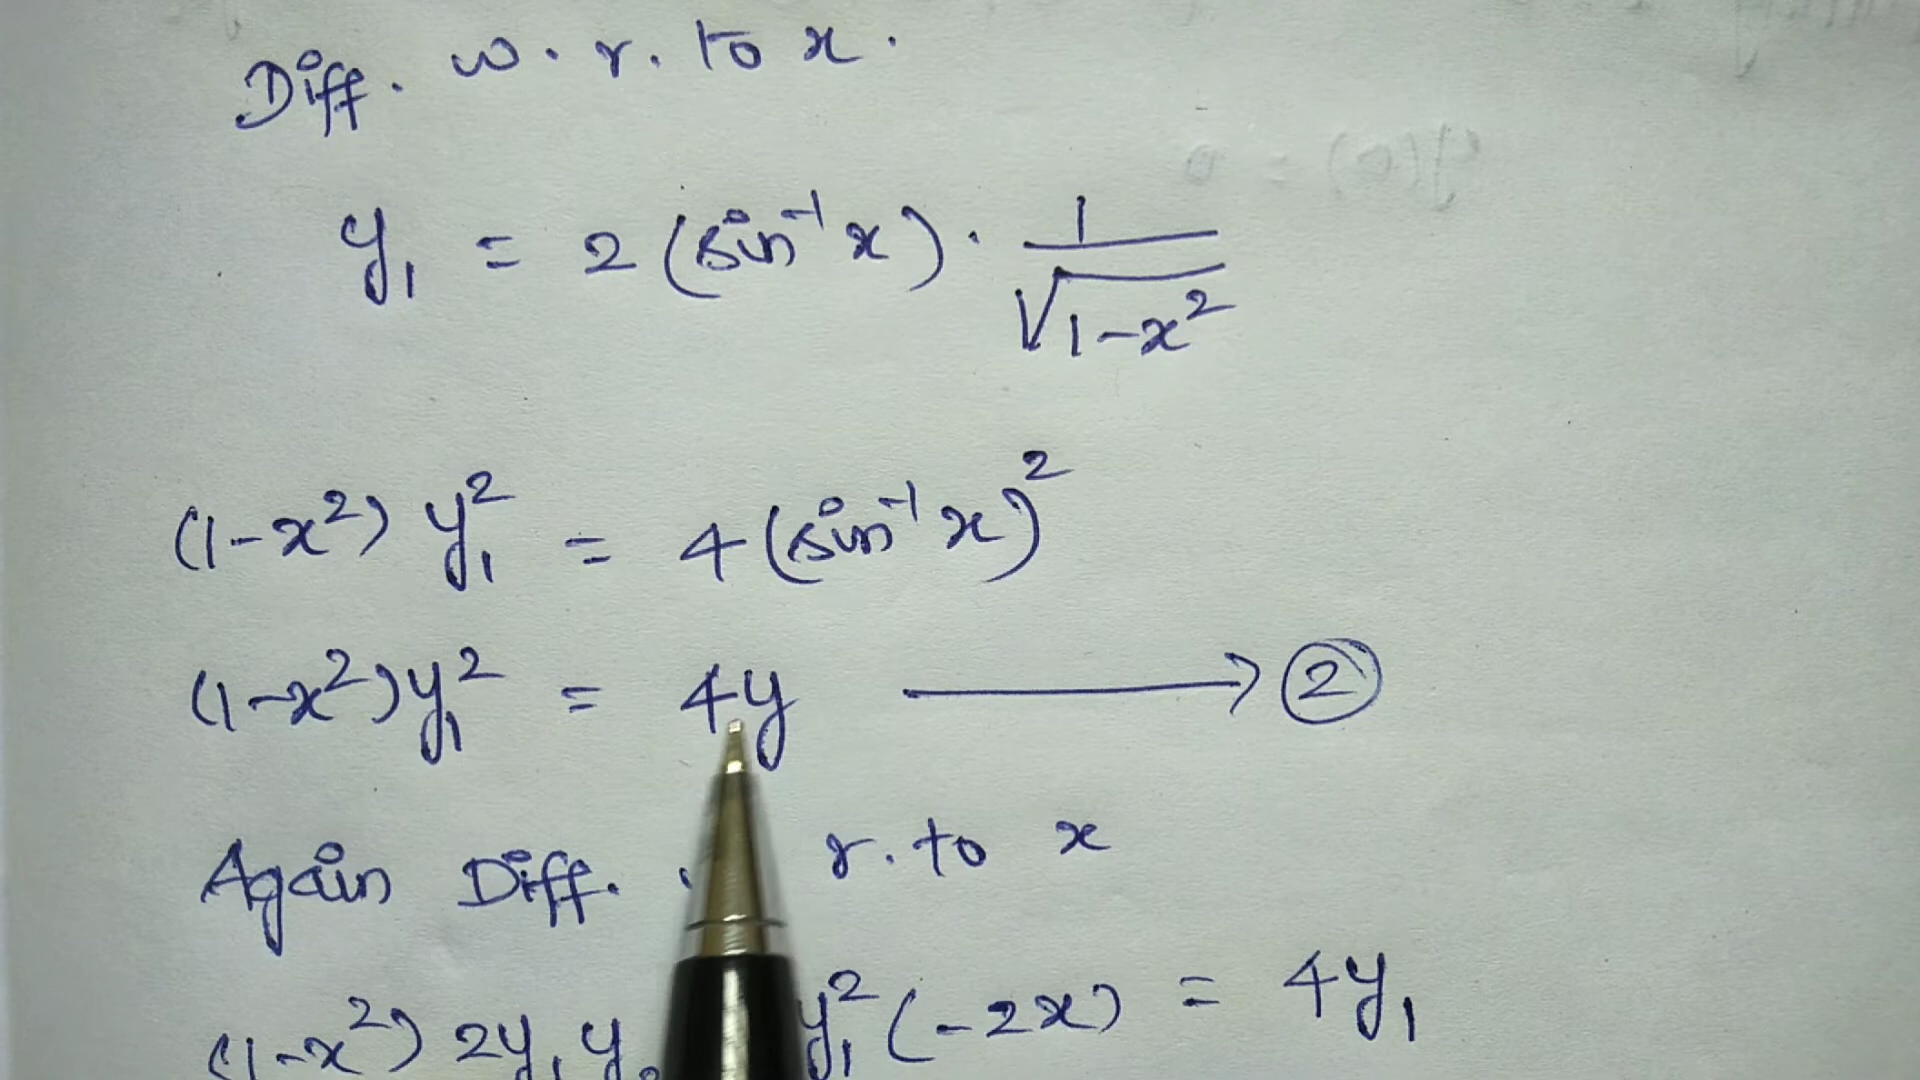 Diff. w.r.to x.
y₁ = 2 (sin⁻¹x) · 1/√(1-x²)
(1-x²) y₁² = 4 (sin⁻¹x)²
(1-x²) y₁² = 4y ⟶ ②
Again Diff. r.to x
(1-x²) 2y₁y₂ y₁² (-2x) = 4y₁